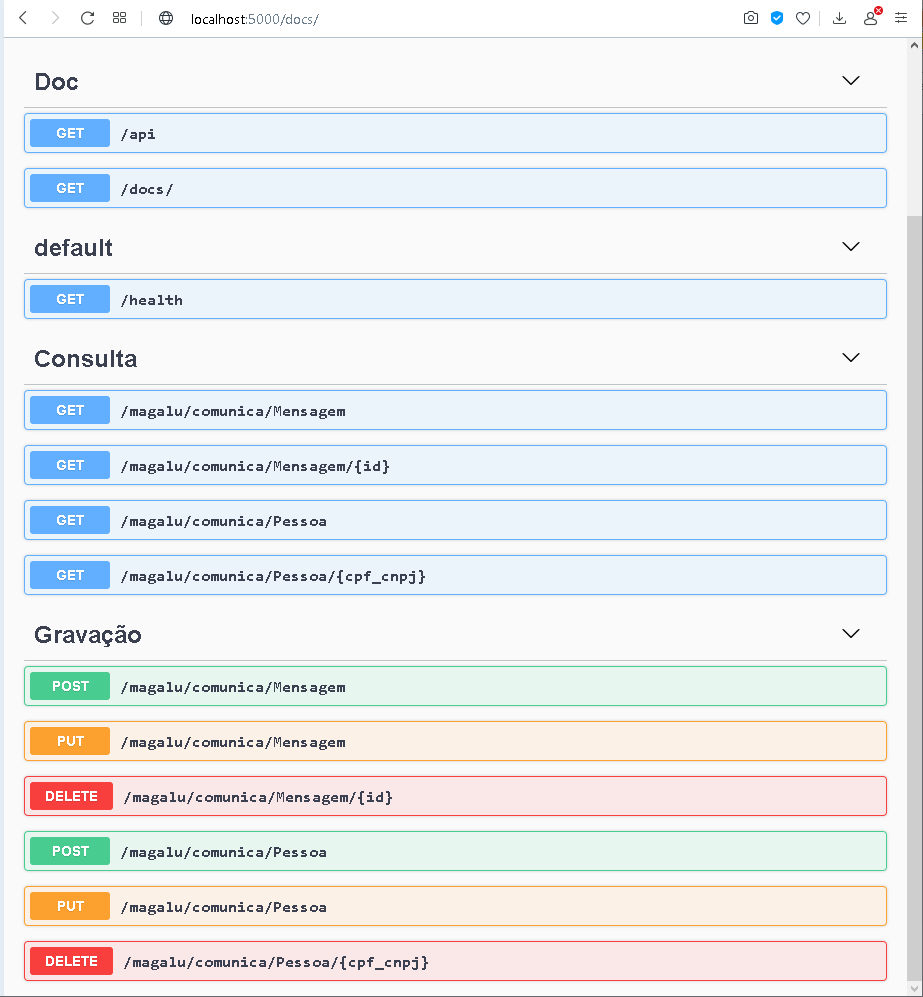 localhost:5000/docs/
Doc
GET /api
GET /docs/
default
GET /health
Consulta
GET /magalu/comunica/Mensagem
GET /magalu/comunica/Mensagem/{id}
GET /magalu/comunica/Pessoa
GET /magalu/comunica/Pessoa/{cpf_cnpj}
Gravação
POST /magalu/comunica/Mensagem
PUT /magalu/comunica/Mensagem
DELETE /magalu/comunica/Mensagem/{id}
POST /magalu/comunica/Pessoa
PUT /magalu/comunica/Pessoa
DELETE /magalu/comunica/Pessoa/{cpf_cnpj}